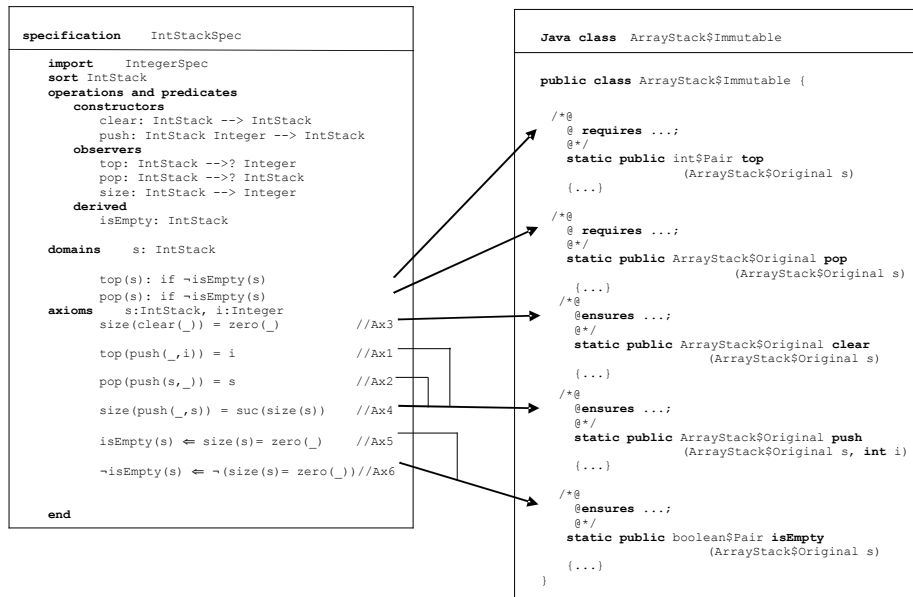 specification IntStackSpec
import IntegerSpec
sort IntStack
operations and predicates
constructors
clear: IntStack --> IntStack
push: IntStack Integer --> IntStack
observers
top: IntStack -->? Integer
pop: IntStack -->? IntStack
size: IntStack --> Integer
derived
isEmpty: IntStack
domains s: IntStack
top(s): if ¬isEmpty(s)
pop(s): if ¬isEmpty(s)
axioms s:IntStack, i:Integer
size(clear(_)) = zero(_) //Ax3
top(push(_,i)) = i //Ax1
pop(push(s,_)) = s //Ax2
size(push(_,s)) = suc(size(s)) //Ax4
isEmpty(s) ⇐ size(s)= zero(_) //Ax5
¬isEmpty(s) ⇐ ¬(size(s)= zero(_))//Ax6
end
Java class ArrayStack$Immutable
public class ArrayStack$Immutable {
/*@
@ requires ...;
@*/
static public int$Pair top
(ArrayStack$Original s)
{...}
/*@
@ requires ...;
@*/
static public ArrayStack$Original pop
(ArrayStack$Original s)
{...}
/*@
@ensures ...;
@*/
static public ArrayStack$Original clear
(ArrayStack$Original s)
{...}
/*@
@ensures ...;
@*/
static public ArrayStack$Original push
(ArrayStack$Original s, int i)
{...}
/*@
@ensures ...;
@*/
static public boolean$Pair isEmpty
(ArrayStack$Original s)
{...}
}